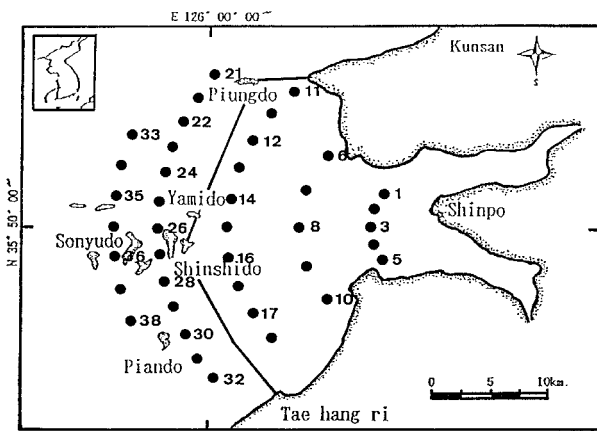 E 126° 00′ 00″
Kunsan
S
21
Piungdo
11
22
33
12
6
24
35
Yamido
14
1
Shinpo
N 35° 50′ 00″
26
8
3
Sonyudo
36
Shinshido
16
5
28
10
38
17
30
Piando
32
0 5 10km.
Tae hang ri